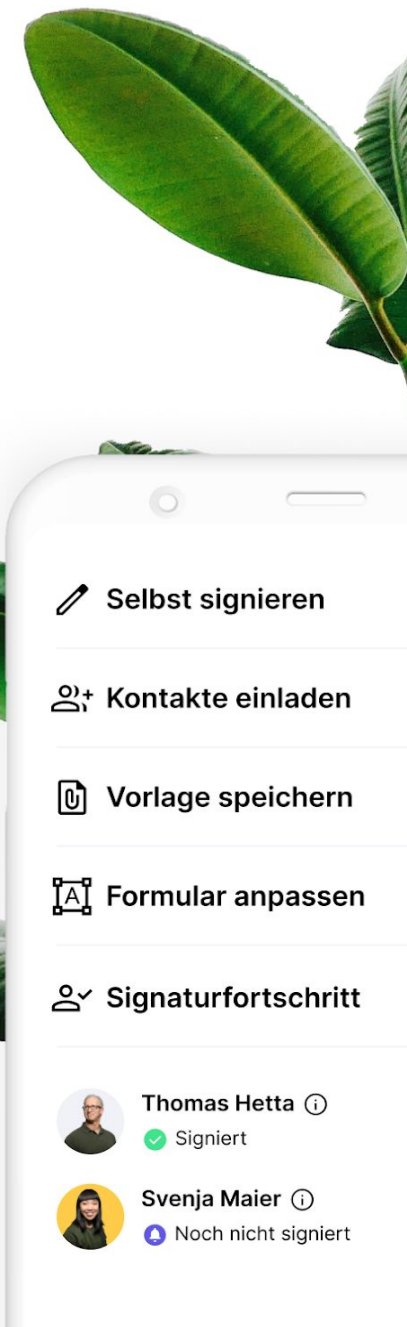 Selbst signieren
Kontakte einladen
Vorlage speichern
Formular anpassen
Signaturfortschritt
Thomas Hetta
Signiert
Svenja Maier
Noch nicht signiert